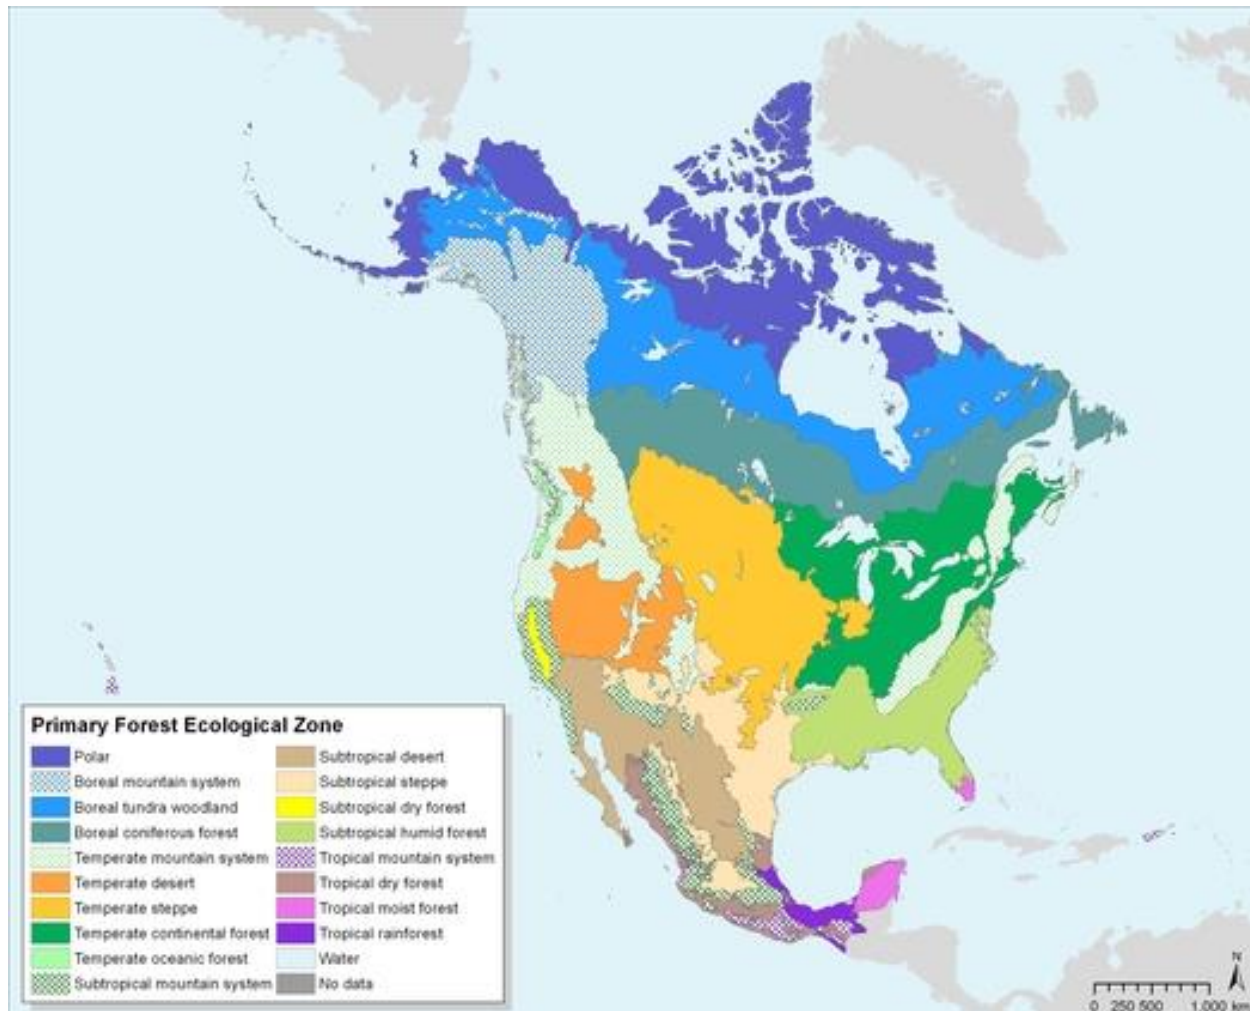 Primary Forest Ecological Zone
Polar
Boreal mountain system
Boreal tundra woodland
Boreal coniferous forest
Temperate mountain system
Temperate desert
Temperate steppe
Temperate continental forest
Temperate oceanic forest
Subtropical mountain system
Subtropical desert
Subtropical steppe
Subtropical dry forest
Subtropical humid forest
Tropical mountain system
Tropical dry forest
Tropical moist forest
Tropical rainforest
Water
No data
N
0 250 500 1,000 km